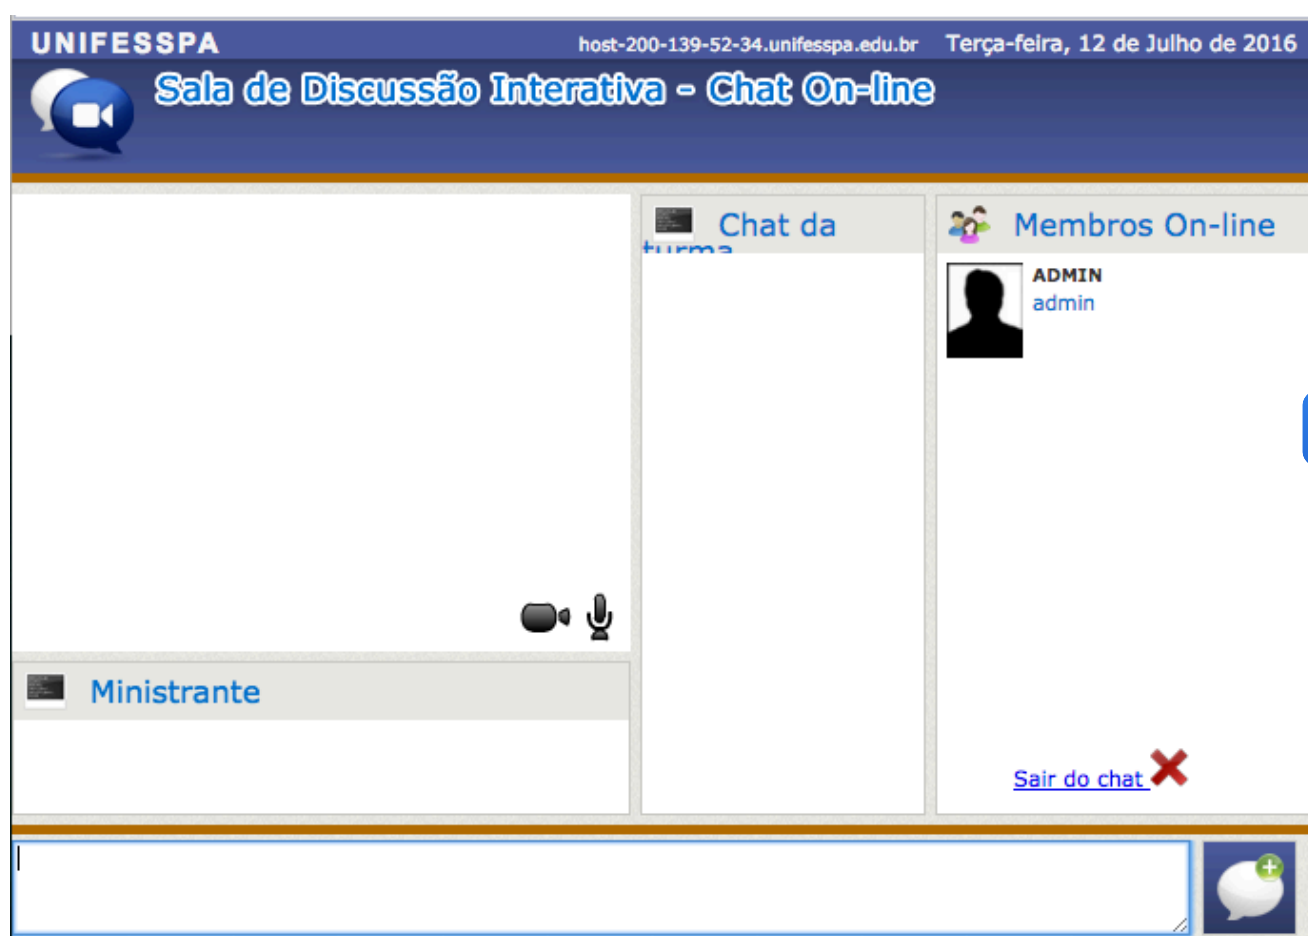 UNIFESSPA
host-200-139-52-34.unifesspa.edu.br
Terça-feira, 12 de Julho de 2016
Sala de Discussão Interativa - Chat On-line
Chat da
turma
Membros On-line
ADMIN
admin
Ministrante
Sair do chat